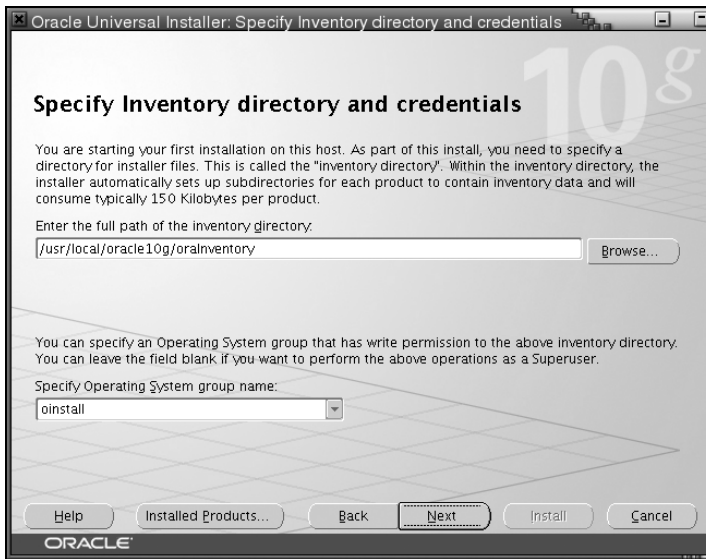 Oracle Universal Installer: Specify Inventory directory and credentials
10g
Specify Inventory directory and credentials
You are starting your first installation on this host. As part of this install, you need to specify a
directory for installer files. This is called the "inventory directory". Within the inventory directory, the
installer automatically sets up subdirectories for each product to contain inventory data and will
consume typically 150 Kilobytes per product.
Enter the full path of the inventory directory:
/usr/local/oracle10g/oraInventory
Browse...
You can specify an Operating System group that has write permission to the above inventory directory.
You can leave the field blank if you want to perform the above operations as a Superuser.
Specify Operating System group name:
oinstall
Help Installed Products... Back Next Install Cancel
ORACLE